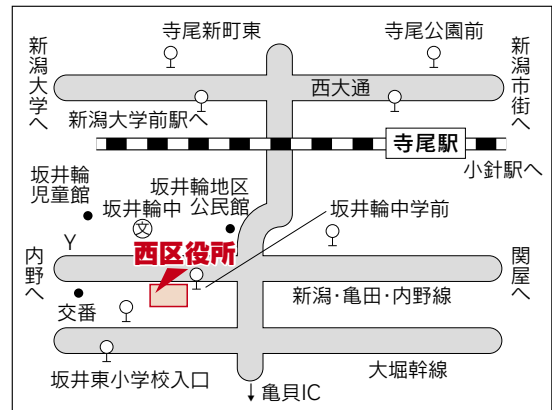 寺尾新町東
寺尾公園前
新潟大学へ
新潟市街へ
西大通
新潟大学前駅へ
寺尾駅
小針駅へ
坂井輪
児童館
坂井輪地区
公民館
坂井輪中
文
坂井輪中学前
西区役所
Y
内野へ
関屋へ
交番
新潟・亀田・内野線
坂井東小学校入口
大堀幹線
↓亀貝IC